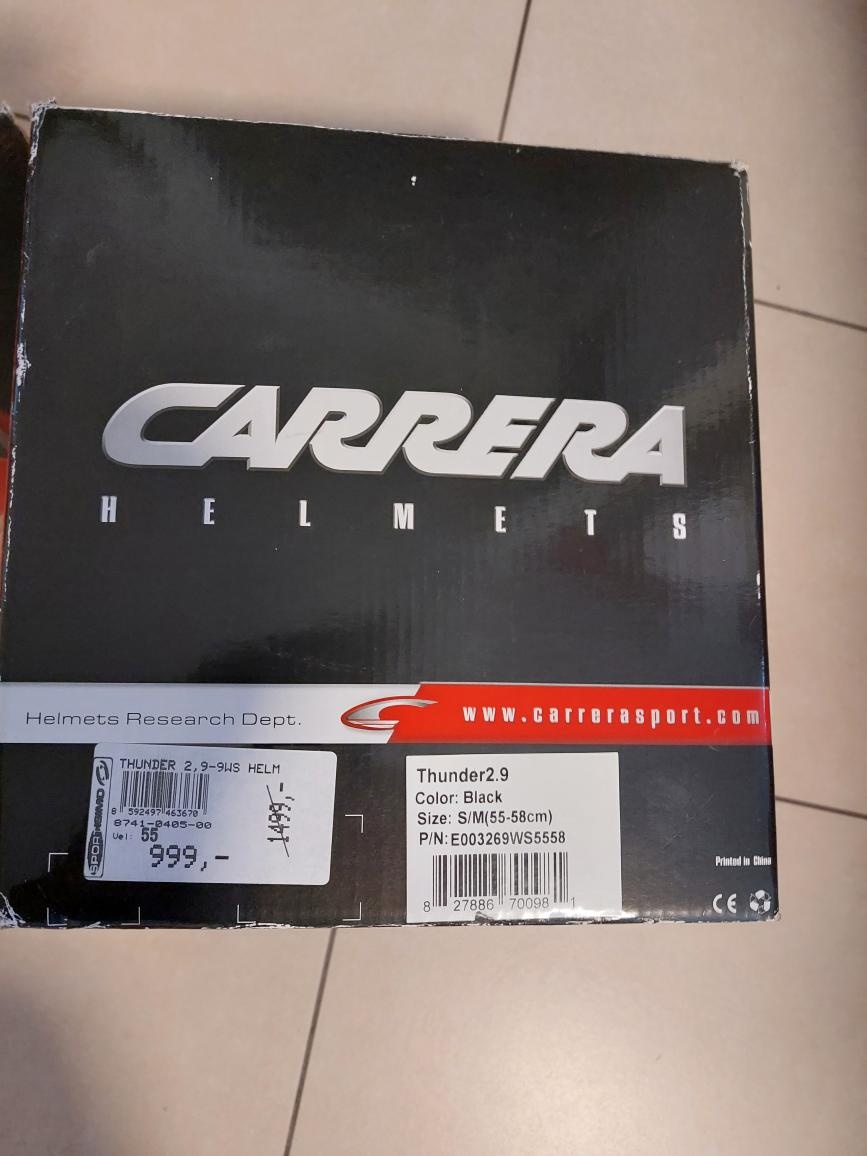 CARRERA
HELMETS
Helmets Research Dept.
www.carrerasport.com
THUNDER 2,9-9WS HELM
8 592497 463670
8741-0405-00
Vel: 55
999,-
1499,-
Thunder2.9
Color: Black
Size: S/M(55-58cm)
P/N:E003269WS5558
8 27886 70098 1
Printed in China
CE